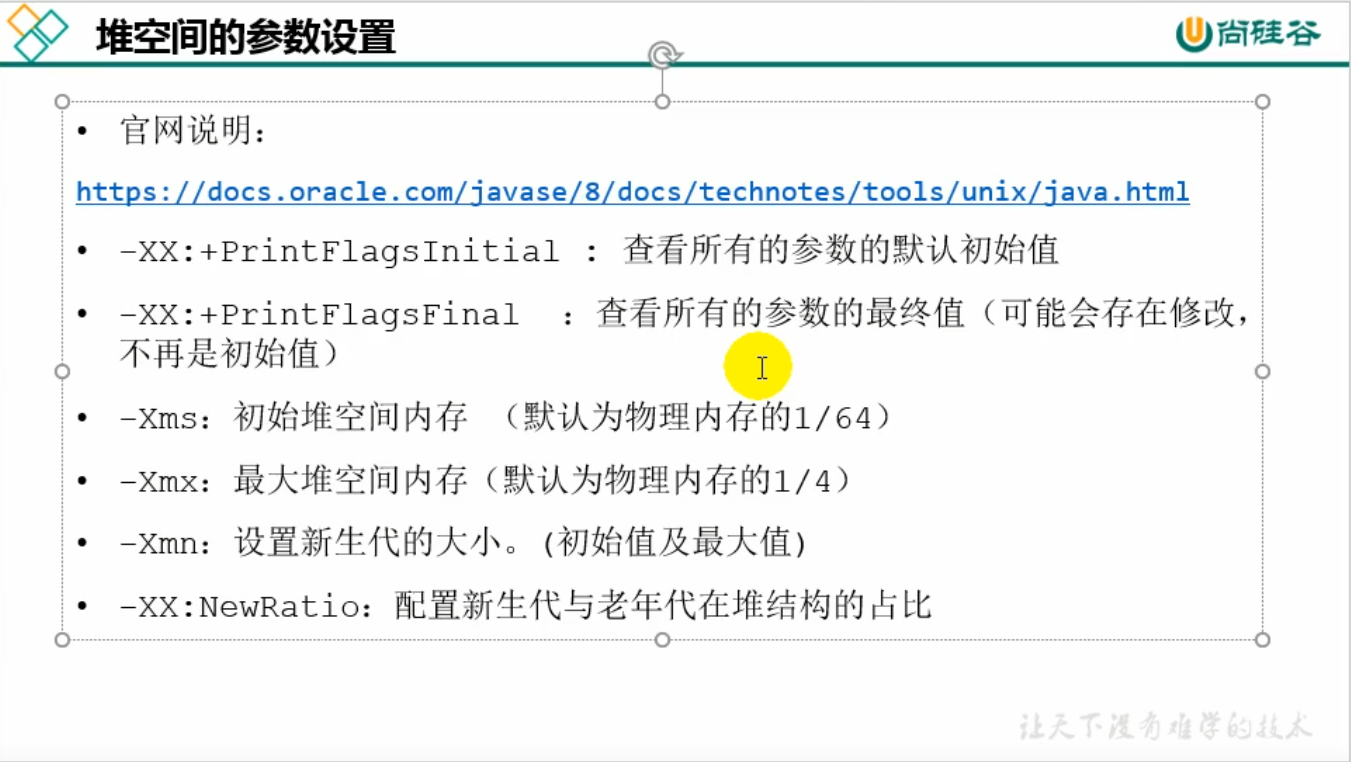 堆空间的参数设置
尚硅谷
• 官网说明：
https://docs.oracle.com/javase/8/docs/technotes/tools/unix/java.html
• -XX:+PrintFlagsInitial : 查看所有的参数的默认初始值
• -XX:+PrintFlagsFinal ：查看所有的参数的最终值（可能会存在修改，
不再是初始值）
• -Xms：初始堆空间内存 （默认为物理内存的1/64）
• -Xmx：最大堆空间内存（默认为物理内存的1/4）
• -Xmn：设置新生代的大小。(初始值及最大值)
• -XX:NewRatio：配置新生代与老年代在堆结构的占比
让天下没有难学的技术